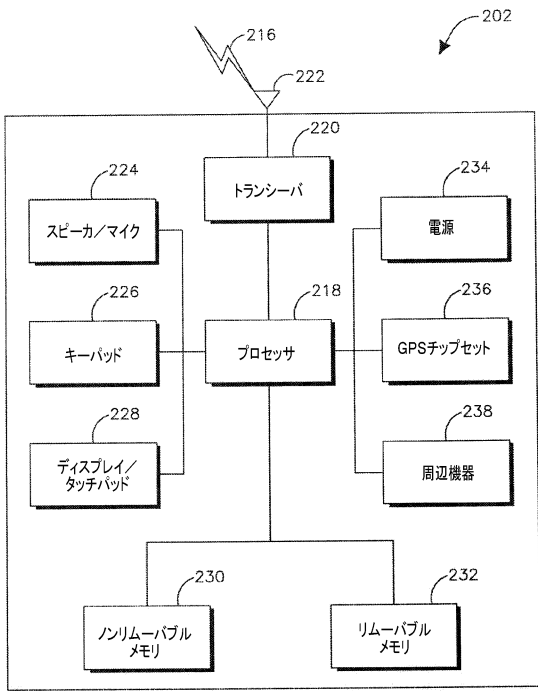 202
216
222
220
トランシーバ
224
スピーカ／マイク
234
電源
226
キーパッド
218
プロセッサ
236
GPSチップセット
228
ディスプレイ／
タッチパッド
238
周辺機器
230
ノンリムーバブル
メモリ
232
リムーバブル
メモリ